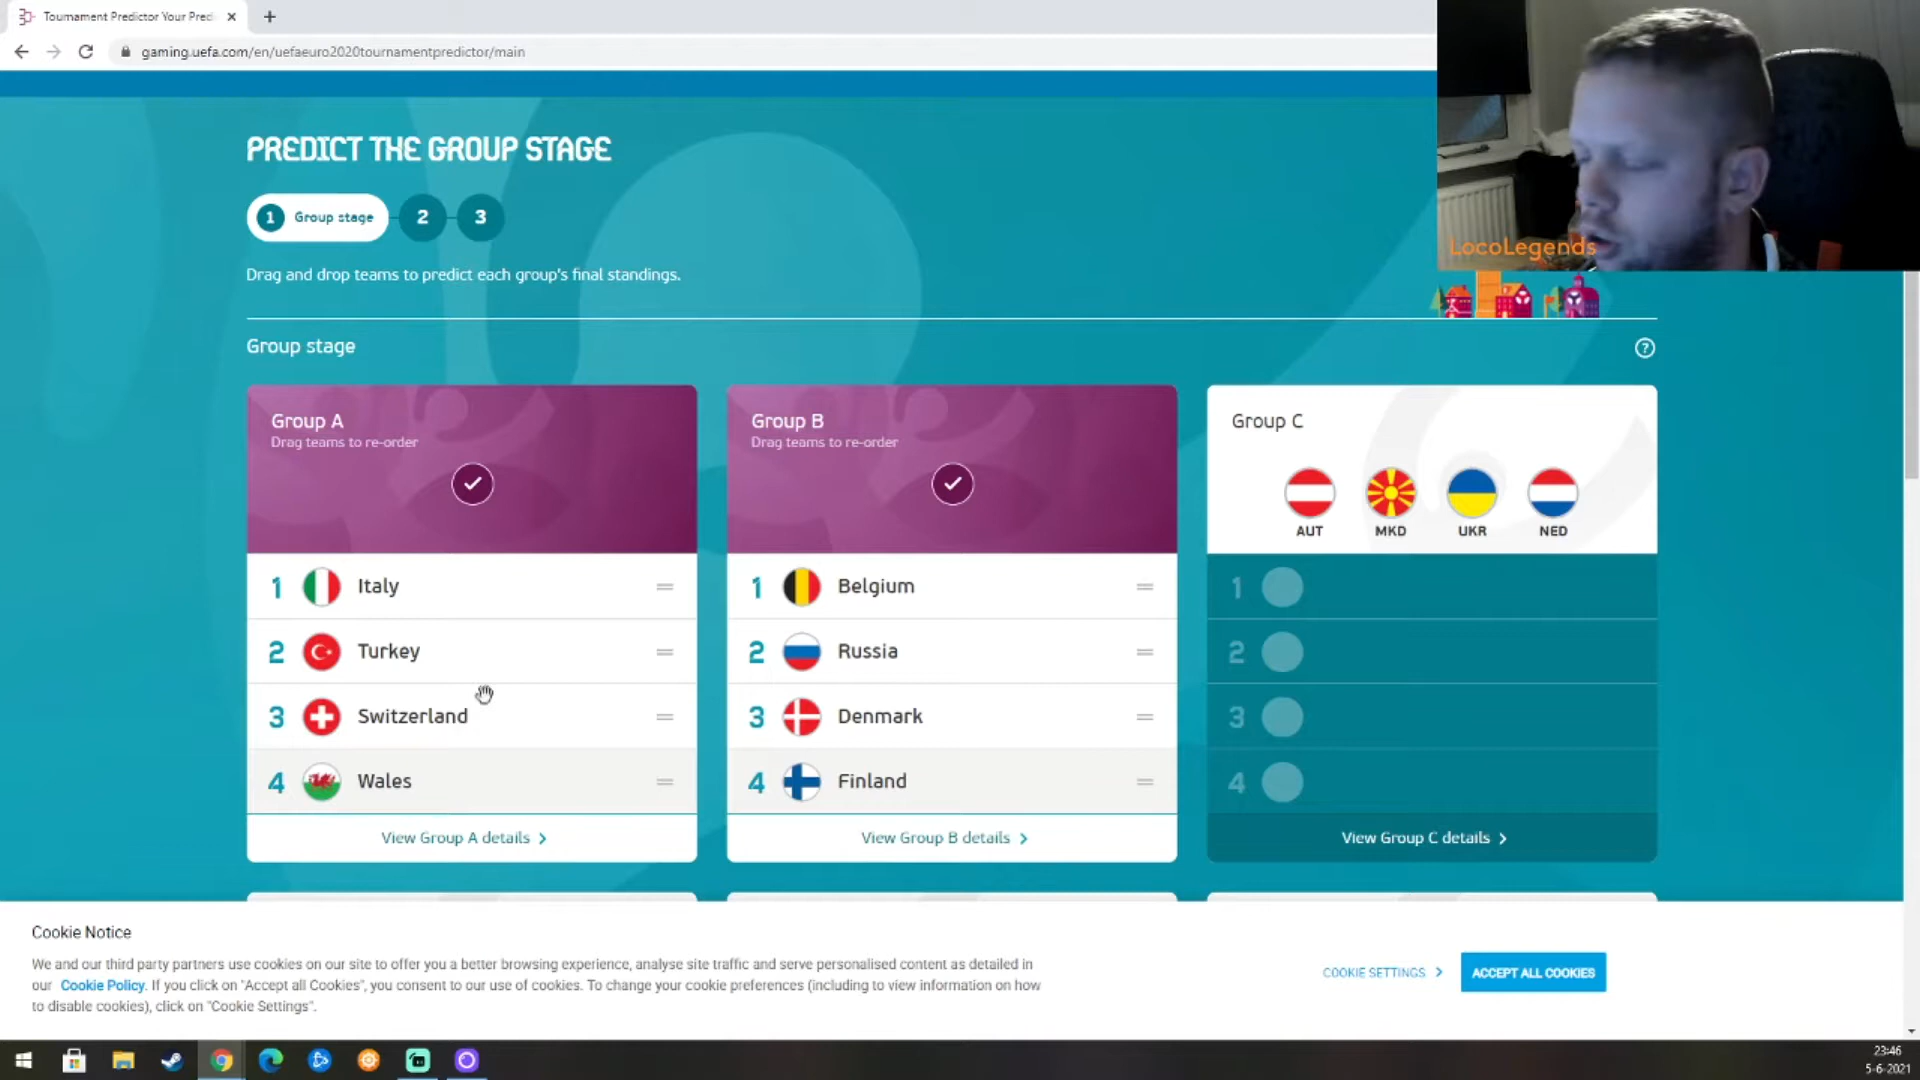 Tournament Predictor Your Pred
gaming.uefa.com/en/uefaeuro2020tournamentpredictor/main
LocoLegends
PREDICT THE GROUP STAGE
1 Group stage 2 3
Drag and drop teams to predict each group's final standings.
Group stage
?
Group A
Drag teams to re-order
1 Italy
2 Turkey
3 Switzerland
4 Wales
View Group A details
Group B
Drag teams to re-order
1 Belgium
2 Russia
3 Denmark
4 Finland
View Group B details
Group C
AUT MKD UKR NED
1
2
3
4
View Group C details
Cookie Notice
We and our third party partners use cookies on our site to offer you a better browsing experience, analyse site traffic and serve personalised content as detailed in
our Cookie Policy. If you click on "Accept all Cookies", you consent to our use of cookies. To change your cookie preferences (including to view information on how
to disable cookies), click on "Cookie Settings".
COOKIE SETTINGS
ACCEPT ALL COOKIES
23:46
5-6-2021